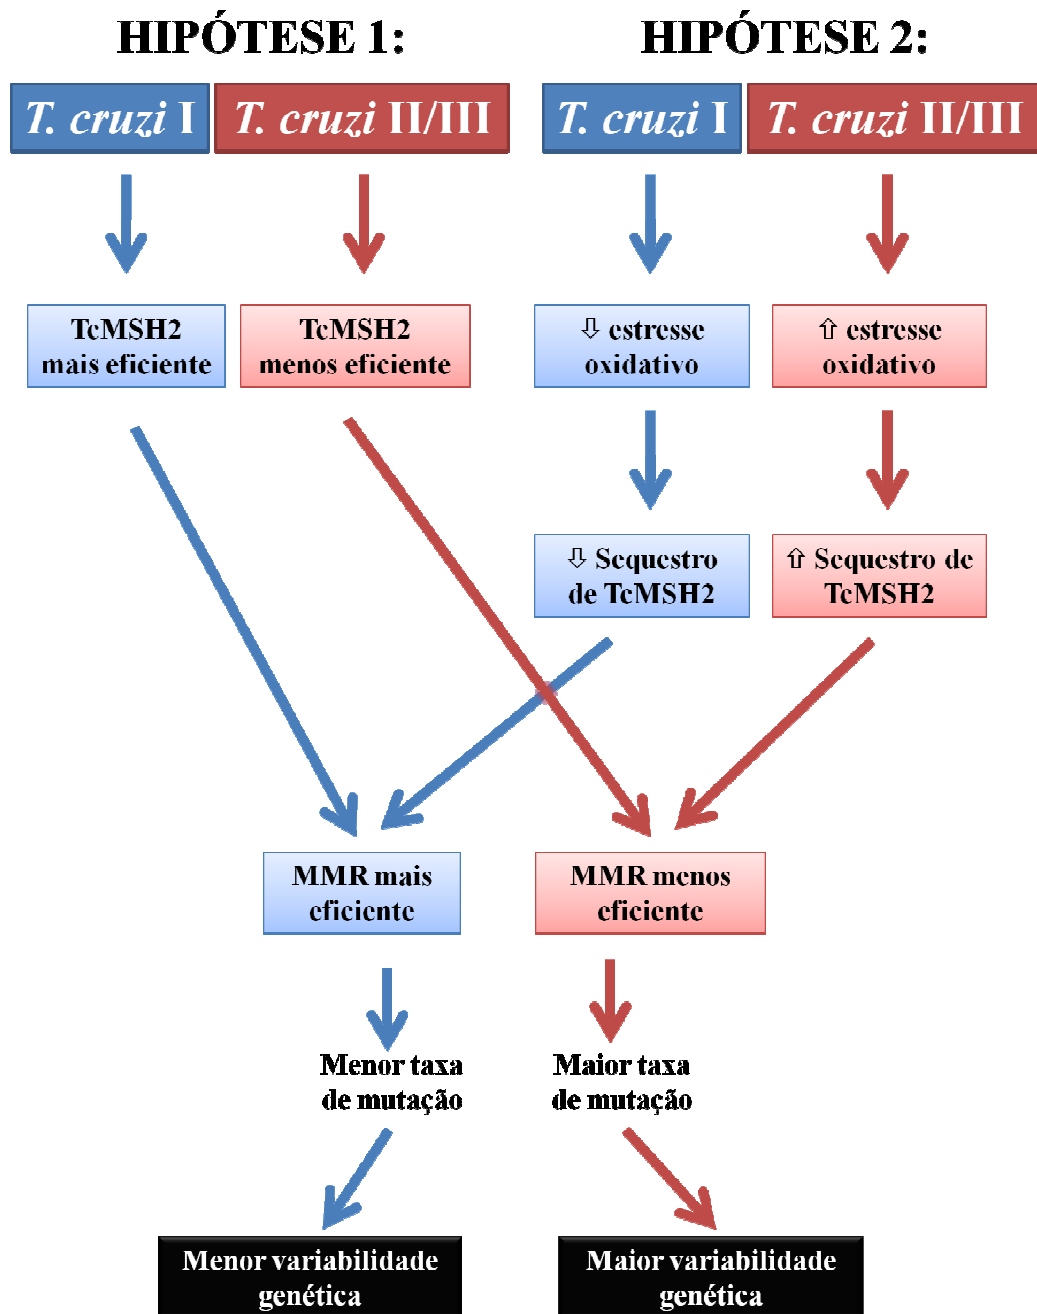 HIPÓTESE 1:
HIPÓTESE 2:
T. cruzi I
T. cruzi II/III
T. cruzi I
T. cruzi II/III
TcMSH2
mais eficiente
TcMSH2
menos eficiente
⇩ estresse
oxidativo
⇧ estresse
oxidativo
⇩ Sequestro
de TcMSH2
⇧ Sequestro de
TcMSH2
MMR mais
eficiente
MMR menos
eficiente
Menor taxa
de mutação
Maior taxa
de mutação
Menor variabilidade
genética
Maior variabilidade
genética